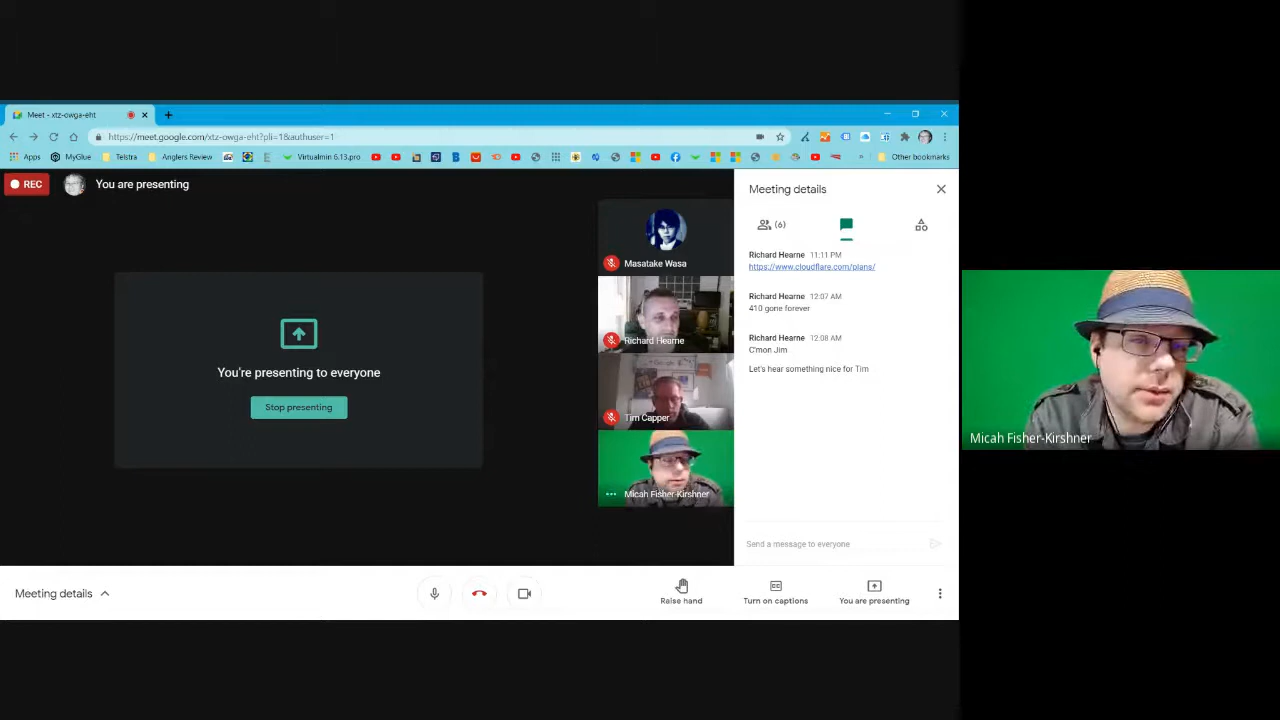 Meet - xtz-owga-eht
https://meet.google.com/xtz-owga-eht?pli=1&authuser=1
Apps MyGlue Telstra Anglers Review Virtualmin 6.13.pro » Other bookmarks
REC You are presenting
You're presenting to everyone
Stop presenting
Masatake Wasa
Richard Hearne
Tim Capper
Micah Fisher-Kirshner
Meeting details
(6)
Richard Hearne 11:11 PM
https://www.cloudflare.com/plans/
Richard Hearne 12:07 AM
410 gone forever
Richard Hearne 12:08 AM
C'mon Jim
Let's hear something nice for Tim
Send a message to everyone
Meeting details
Raise hand
Turn on captions
You are presenting
Micah Fisher-Kirshner